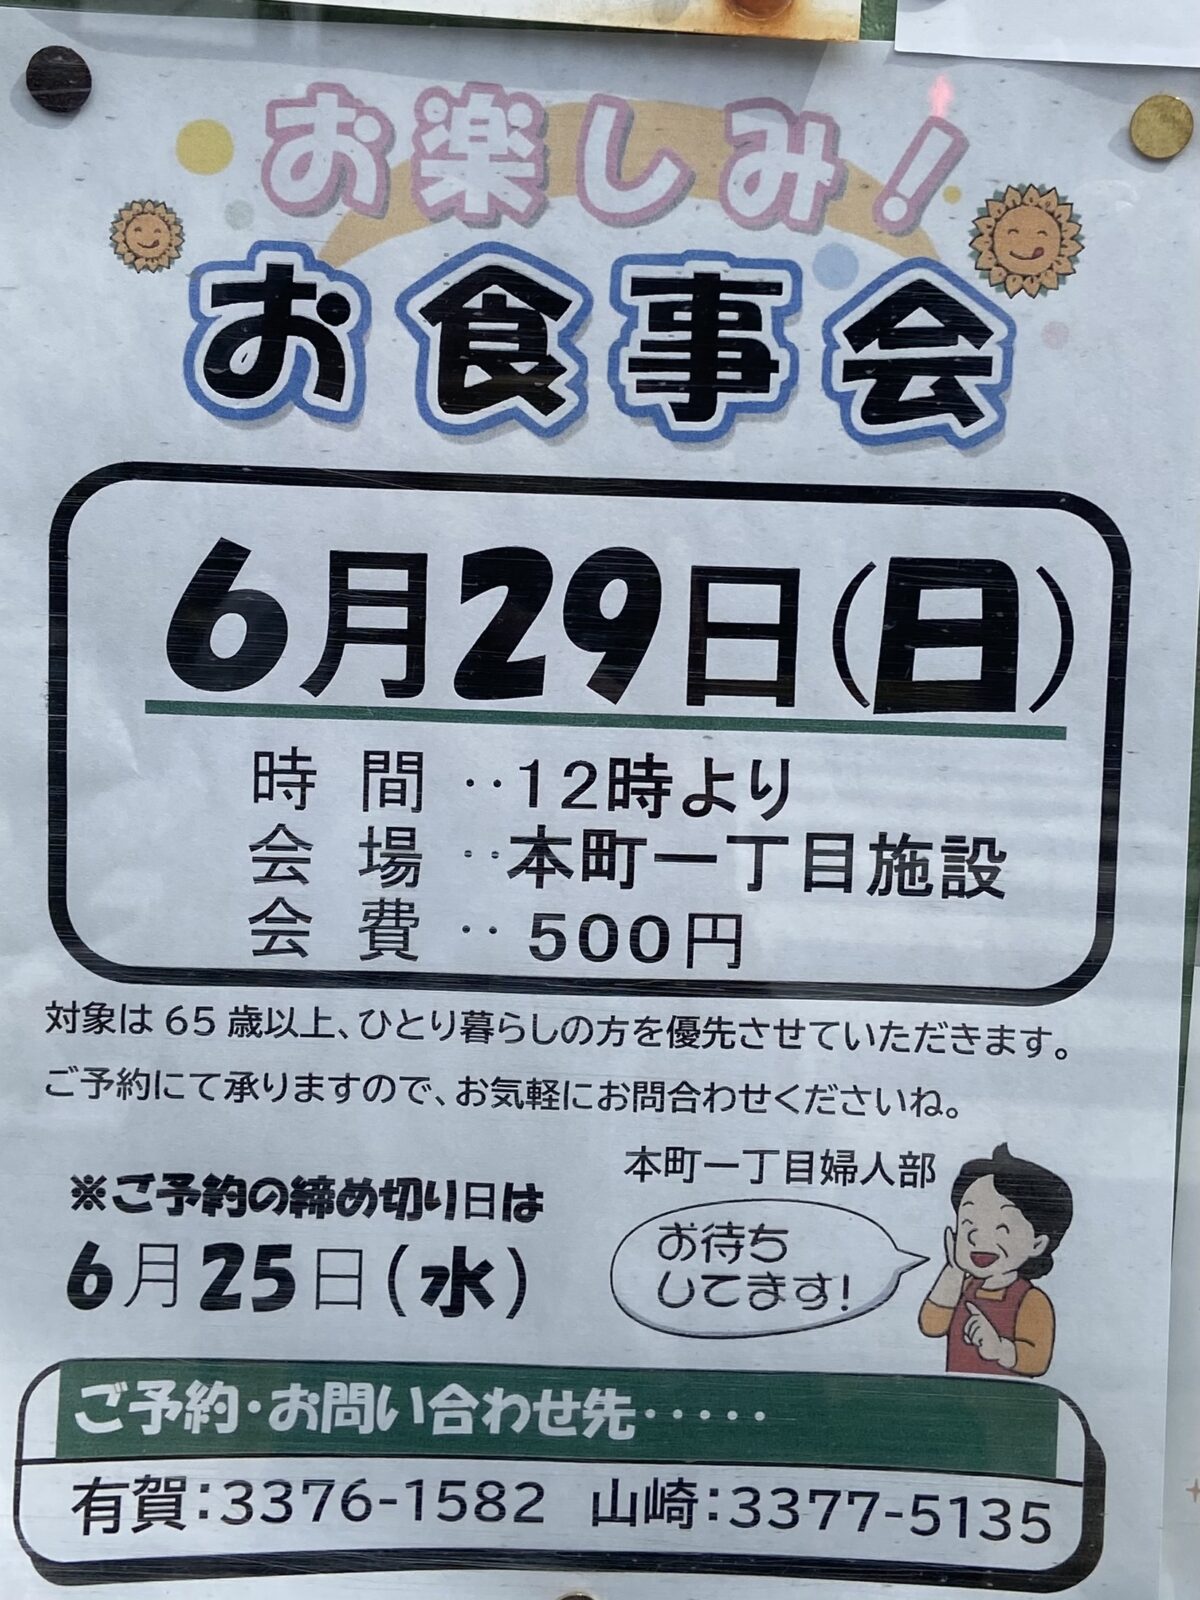 お楽しみ！
お食事会
6月29日(日)
時間‥12時より
会場‥本町一丁目施設
会費‥500円
対象は65歳以上、ひとり暮らしの方を優先させていただきます。
ご予約にて承りますので、お気軽にお問合わせくださいね。
本町一丁目婦人部
※ご予約の締め切り日は
6月25日(水)
お待ち
してます!
ご予約・お問い合わせ先・・・・・
有賀：3376-1582 山崎：3377-5135